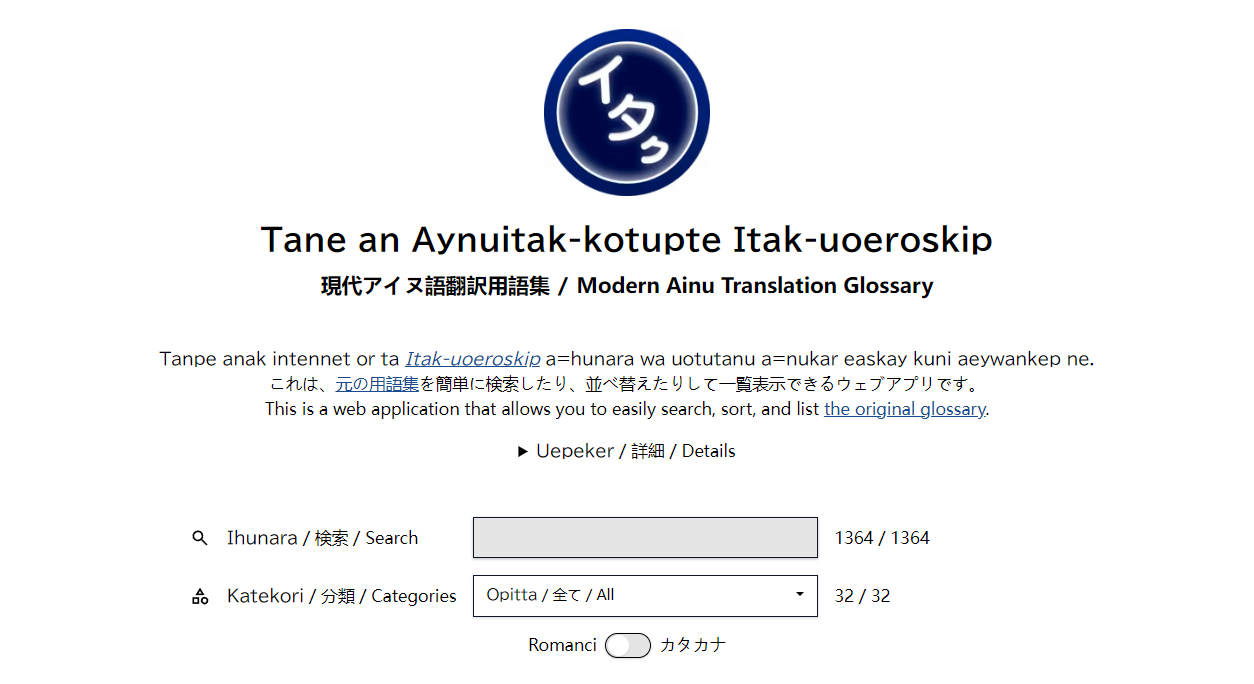 イタㇰ
Tane an Aynuitak-kotupte Itak-uoeroskip
現代アイヌ語翻訳用語集 / Modern Ainu Translation Glossary
Tanpe anak intennet or ta Itak-uoeroskip a=hunara wa uotutanu a=nukar easkay kuni aeywankep ne.
これは、元の用語集を簡単に検索したり、並べ替えたりして一覧表示できるウェブアプリです。
This is a web application that allows you to easily search, sort, and list the original glossary.
▶ Uepeker / 詳細 / Details
Ihunara / 検索 / Search 1364 / 1364
Katekori / 分類 / Categories Opitta / 全て / All 32 / 32
Romanci カタカナ